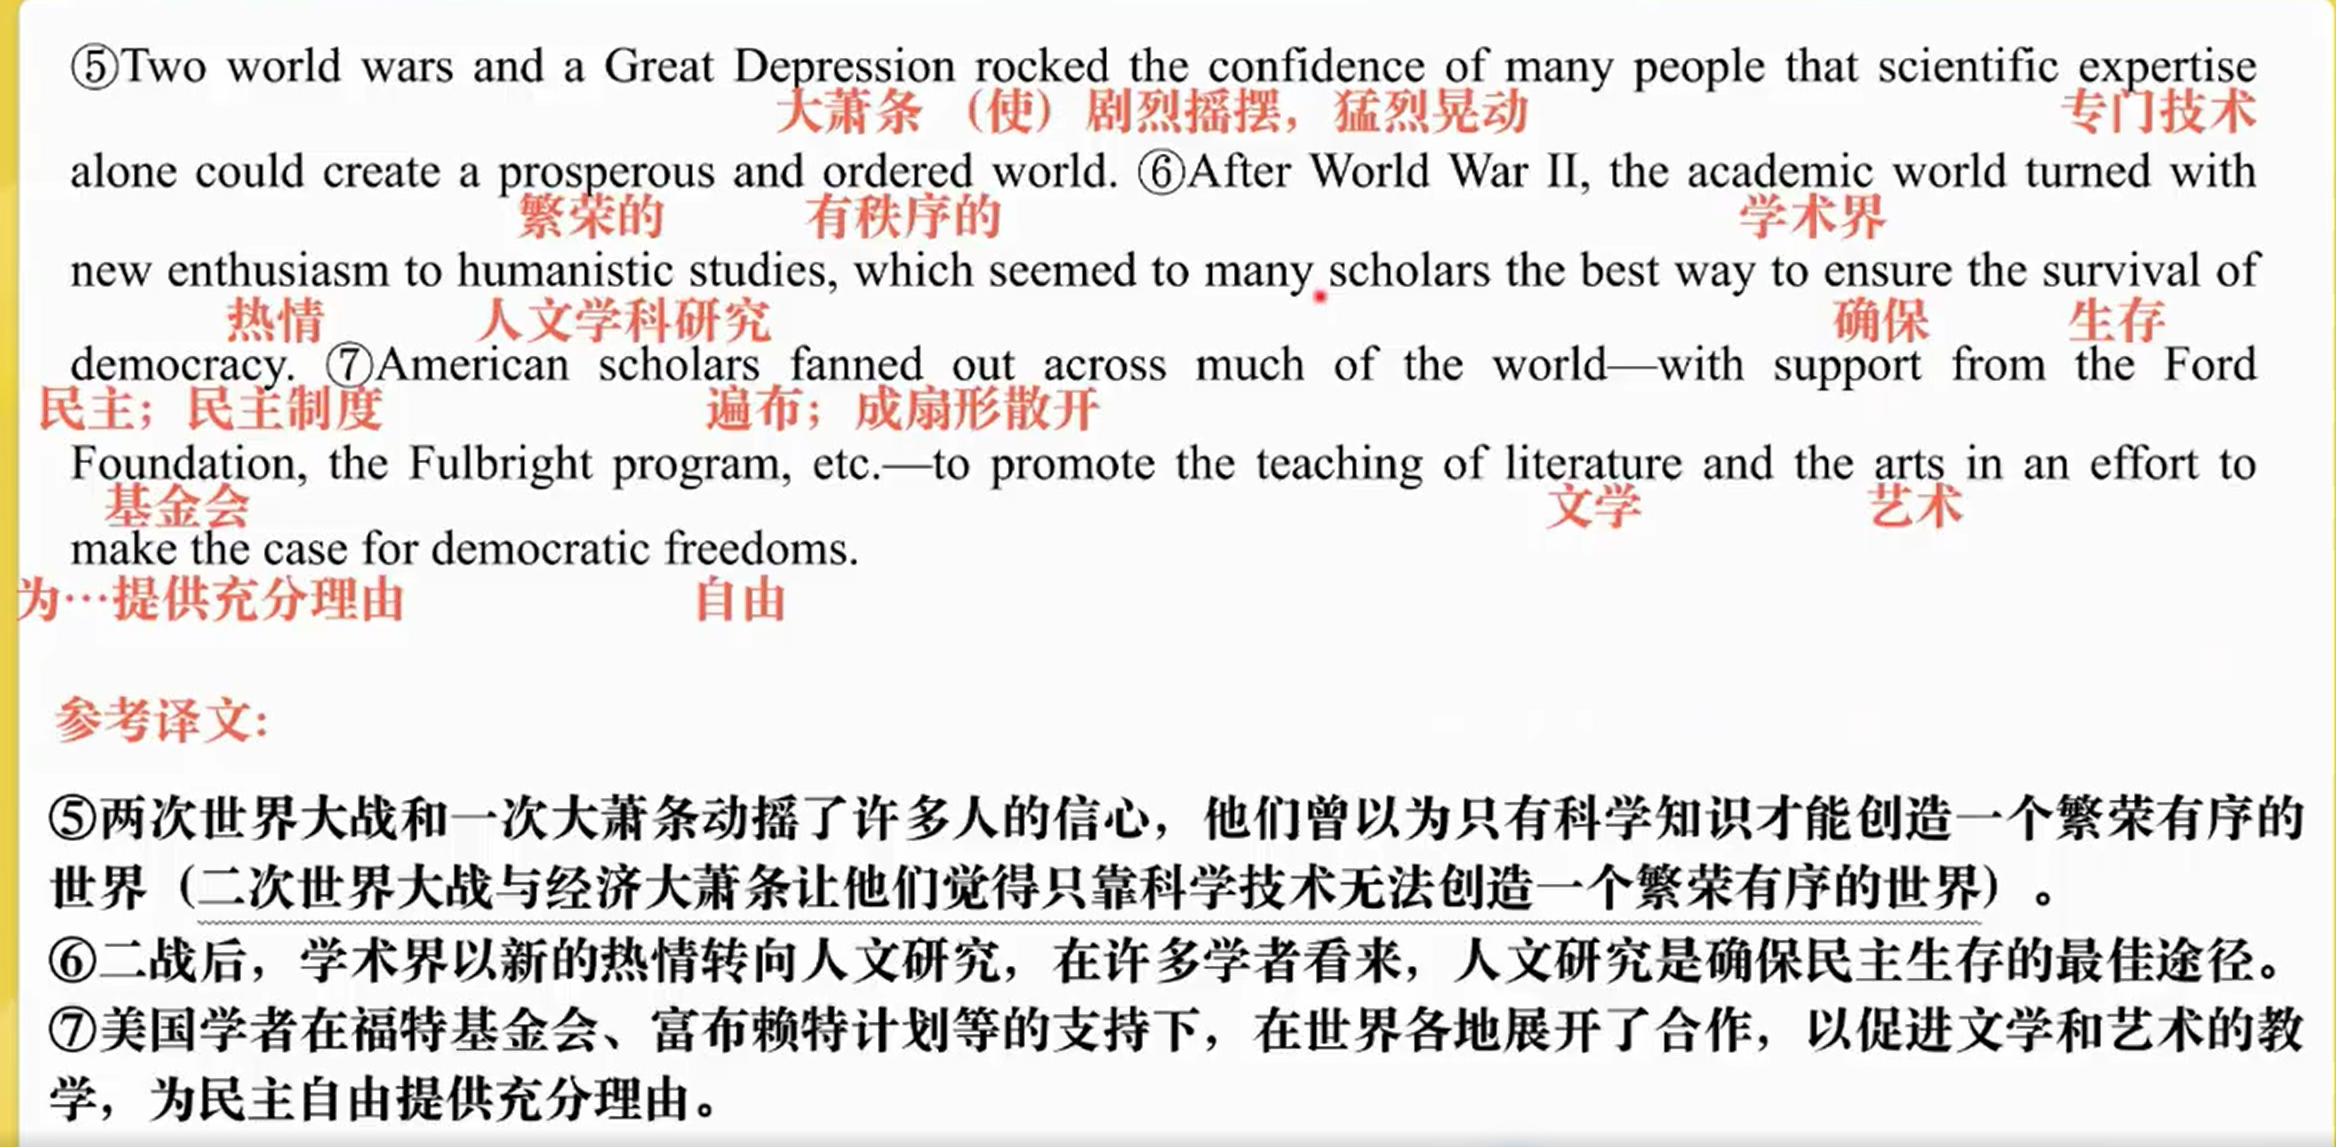 ⑤Two world wars and a Great Depression rocked the confidence of many people that scientific expertise
大萧条 （使）剧烈摇摆，猛烈晃动 专门技术
alone could create a prosperous and ordered world. ⑥After World War II, the academic world turned with
繁荣的 有秩序的 学术界
new enthusiasm to humanistic studies, which seemed to many scholars the best way to ensure the survival of
热情 人文学科研究 确保 生存
democracy. ⑦American scholars fanned out across much of the world—with support from the Ford
民主；民主制度 遍布；成扇形散开
Foundation, the Fulbright program, etc.—to promote the teaching of literature and the arts in an effort to
基金会 文学 艺术
make the case for democratic freedoms.
为…提供充分理由 自由
参考译文:
⑤两次世界大战和一次大萧条动摇了许多人的信心，他们曾以为只有科学知识才能创造一个繁荣有序的
世界（二次世界大战与经济大萧条让他们觉得只靠科学技术无法创造一个繁荣有序的世界）。
⑥二战后，学术界以新的热情转向人文研究，在许多学者看来，人文研究是确保民主生存的最佳途径。
⑦美国学者在福特基金会、富布赖特计划等的支持下，在世界各地展开了合作，以促进文学和艺术的教
学，为民主自由提供充分理由。